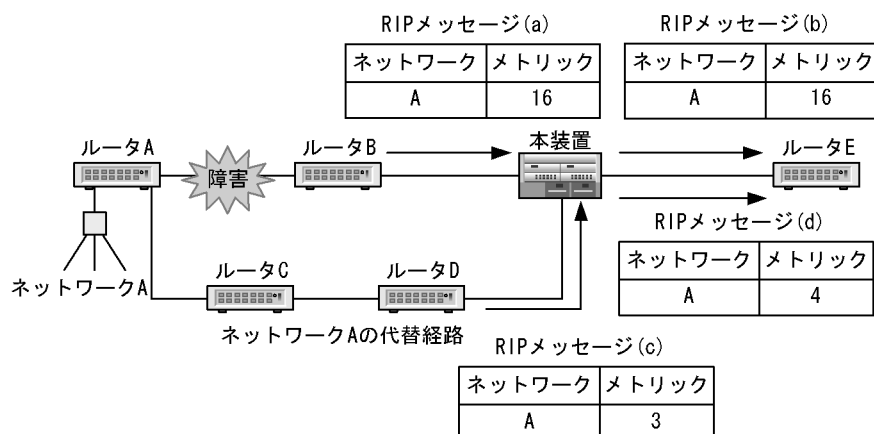 RIPメッセージ(a)
ネットワーク メトリック
A 16
RIPメッセージ(b)
ネットワーク メトリック
A 16
ルータA
障害
ルータB
本装置
ルータE
ネットワークA
ルータC
ルータD
ネットワークAの代替経路
RIPメッセージ(d)
ネットワーク メトリック
A 4
RIPメッセージ(c)
ネットワーク メトリック
A 3